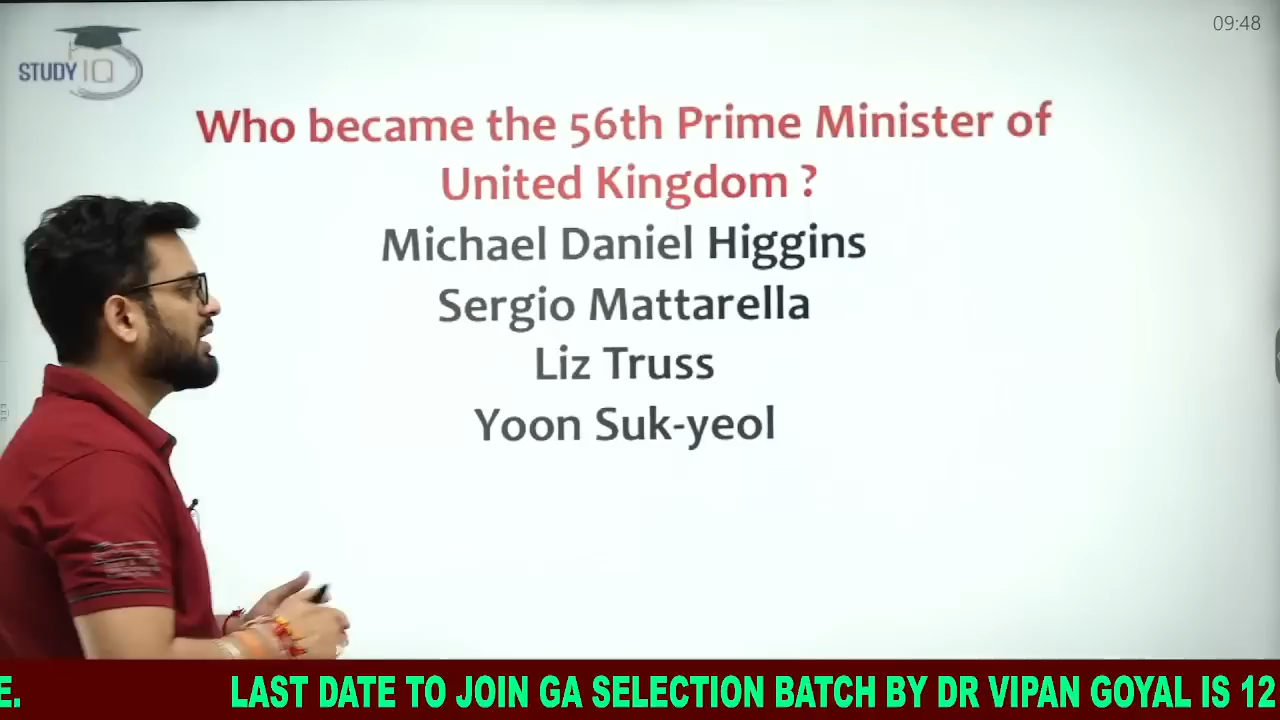 09:48
STUDY IQ
Who became the 56th Prime Minister of
United Kingdom ?
Michael Daniel Higgins
Sergio Mattarella
Liz Truss
Yoon Suk-yeol
E. LAST DATE TO JOIN GA SELECTION BATCH BY DR VIPAN GOYAL IS 12